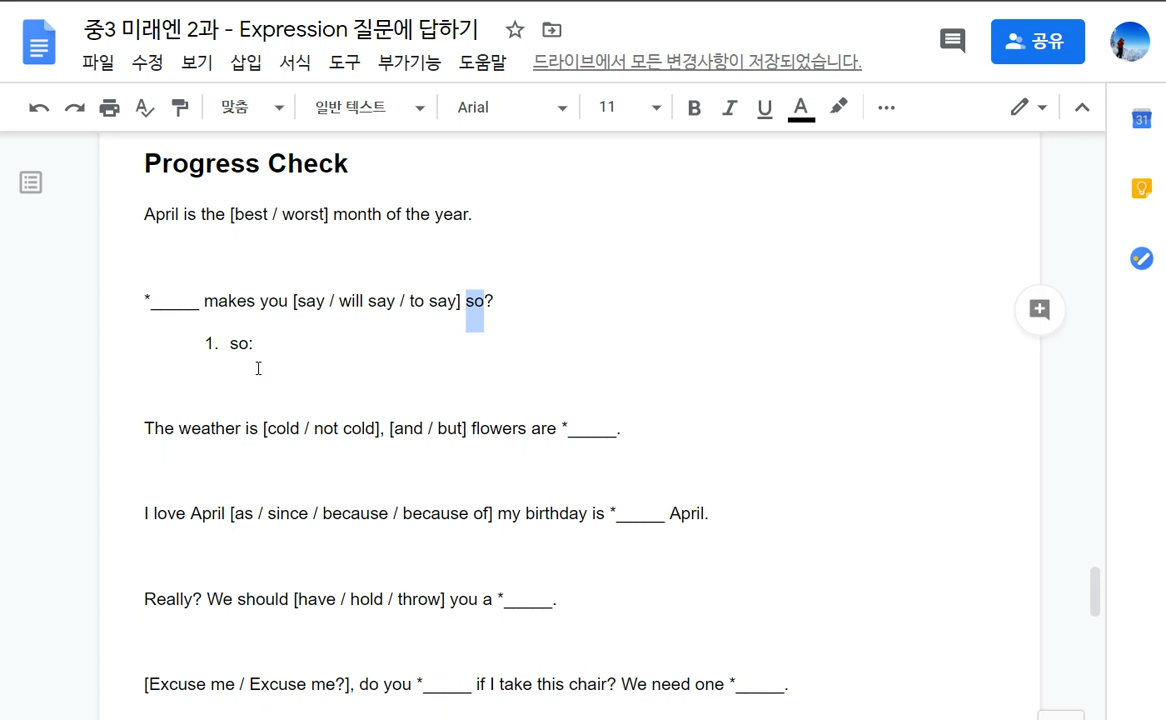 중3 미래엔 2과 - Expression 질문에 답하기
공유
파일 수정 보기 삽입 서식 도구 부가기능 도움말 드라이브에서 모든 변경사항이 저장되었습니다.
맞춤 일반 텍스트 Arial 11 B I U A
31
Progress Check
April is the [best / worst] month of the year.
*_____ makes you [say / will say / to say] so?
1. so:
The weather is [cold / not cold], [and / but] flowers are *_____.
I love April [as / since / because / because of] my birthday is *_____ April.
Really? We should [have / hold / throw] you a *_____.
[Excuse me / Excuse me?], do you *_____ if I take this chair? We need one *_____.